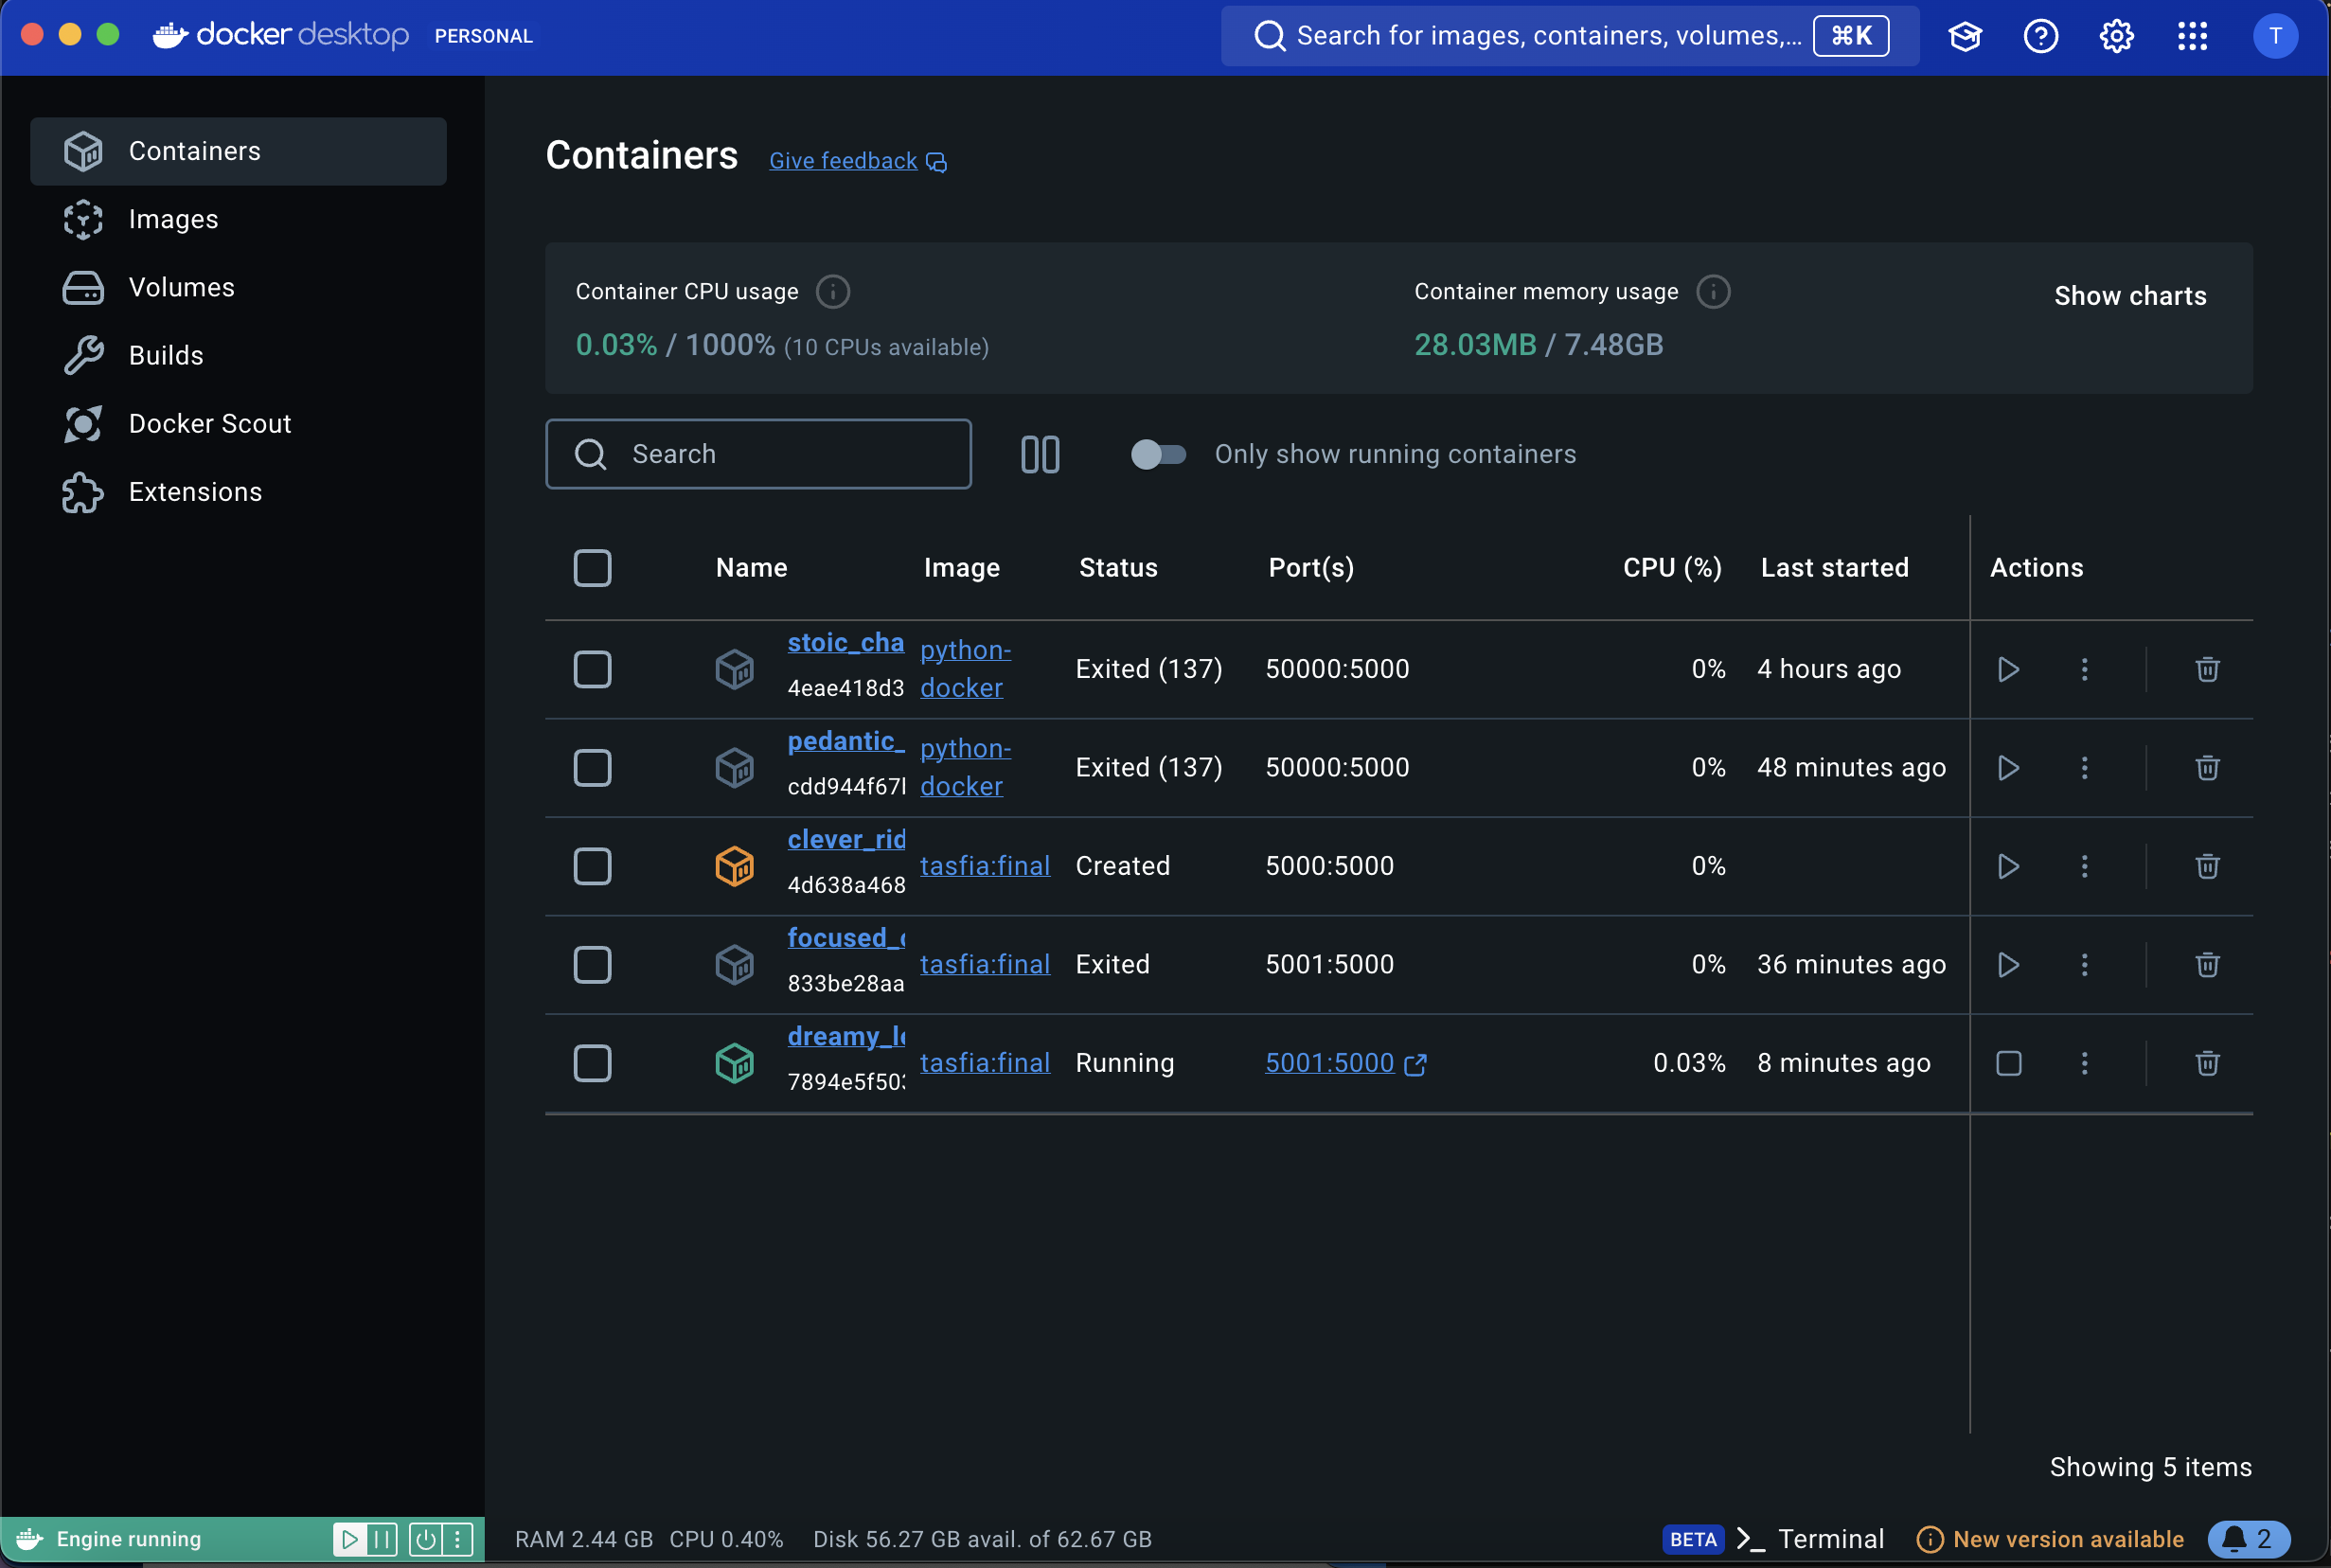 docker desktop PERSONAL
Search for images, containers, volumes,... ⌘K
T
Containers
Images
Volumes
Builds
Docker Scout
Extensions
Containers Give feedback
Container CPU usage
0.03% / 1000% (10 CPUs available)
Container memory usage
28.03MB / 7.48GB
Show charts
Search
Only show running containers
Name Image Status Port(s) CPU (%) Last started Actions
stoic_cha
4eae418d3
python-
docker
Exited (137) 50000:5000 0% 4 hours ago
pedantic_
cdd944f67
python-
docker
Exited (137) 50000:5000 0% 48 minutes ago
clever_rid
4d638a468
tasfia:final Created 5000:5000 0%
focused_
833be28aa
tasfia:final Exited 5001:5000 0% 36 minutes ago
dreamy_le
7894e5f50
tasfia:final Running 5001:5000 0.03% 8 minutes ago
Showing 5 items
Engine running
RAM 2.44 GB CPU 0.40% Disk 56.27 GB avail. of 62.67 GB
BETA >_ Terminal
New version available
2